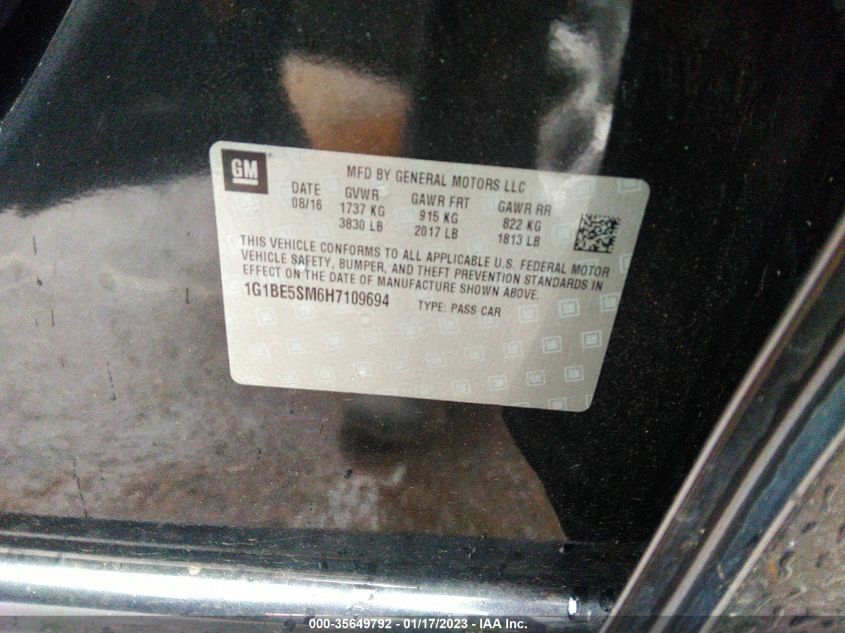 GM
MFD BY GENERAL MOTORS LLC
DATE GVWR GAWR FRT GAWR RR
08/16 1737 KG 915 KG 822 KG
3830 LB 2017 LB 1813 LB
THIS VEHICLE CONFORMS TO ALL APPLICABLE U.S. FEDERAL MOTOR
VEHICLE SAFETY, BUMPER, AND THEFT PREVENTION STANDARDS IN
EFFECT ON THE DATE OF MANUFACTURE SHOWN ABOVE.
1G1BE5SM6H7109694 TYPE: PASS CAR
000-35649792 - 01/17/2023 - IAA Inc.